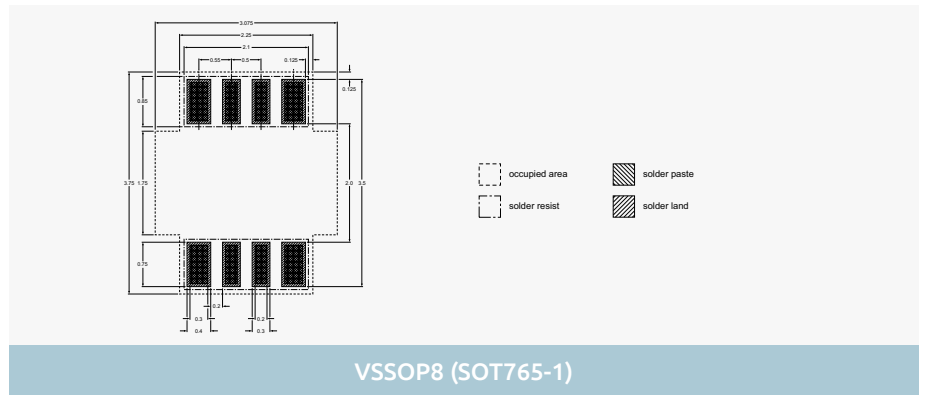 3.075
2.25
2.1
0.55 0.5 0.125
0.125
0.85
3.75 1.75 2.0 3.5
0.75
0.2
0.3 0.2
0.4 0.3
occupied area solder paste
solder resist solder land
VSSOP8 (SOT765-1)